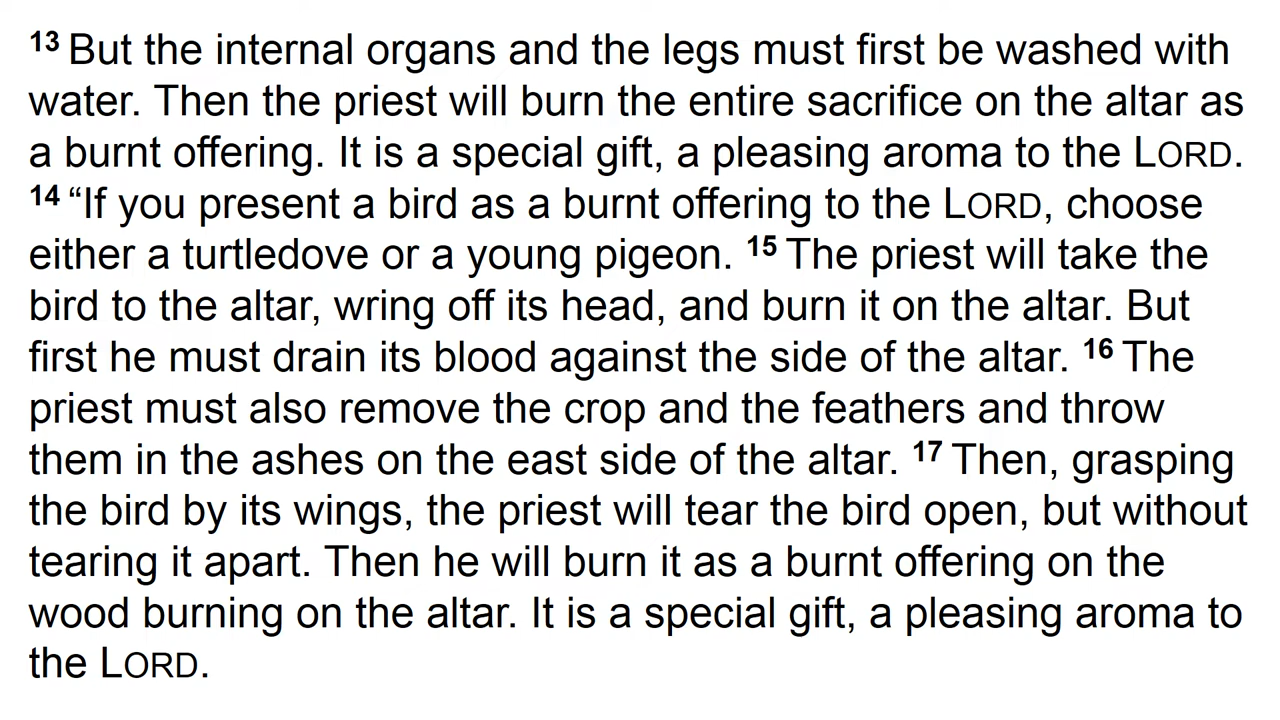 13 But the internal organs and the legs must first be washed with
water. Then the priest will burn the entire sacrifice on the altar as
a burnt offering. It is a special gift, a pleasing aroma to the LORD.
14 “If you present a bird as a burnt offering to the LORD, choose
either a turtledove or a young pigeon. 15 The priest will take the
bird to the altar, wring off its head, and burn it on the altar. But
first he must drain its blood against the side of the altar. 16 The
priest must also remove the crop and the feathers and throw
them in the ashes on the east side of the altar. 17 Then, grasping
the bird by its wings, the priest will tear the bird open, but without
tearing it apart. Then he will burn it as a burnt offering on the
wood burning on the altar. It is a special gift, a pleasing aroma to
the LORD.